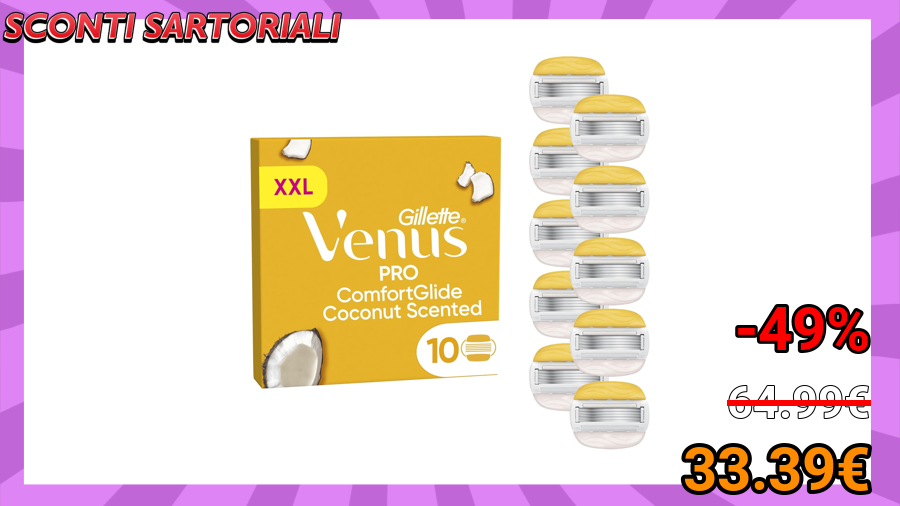 SCONTI SARTORIALI
XXL
Gillette®
Venus
PRO
ComfortGlide
Coconut Scented
10
-49%
64.99€
33.39€